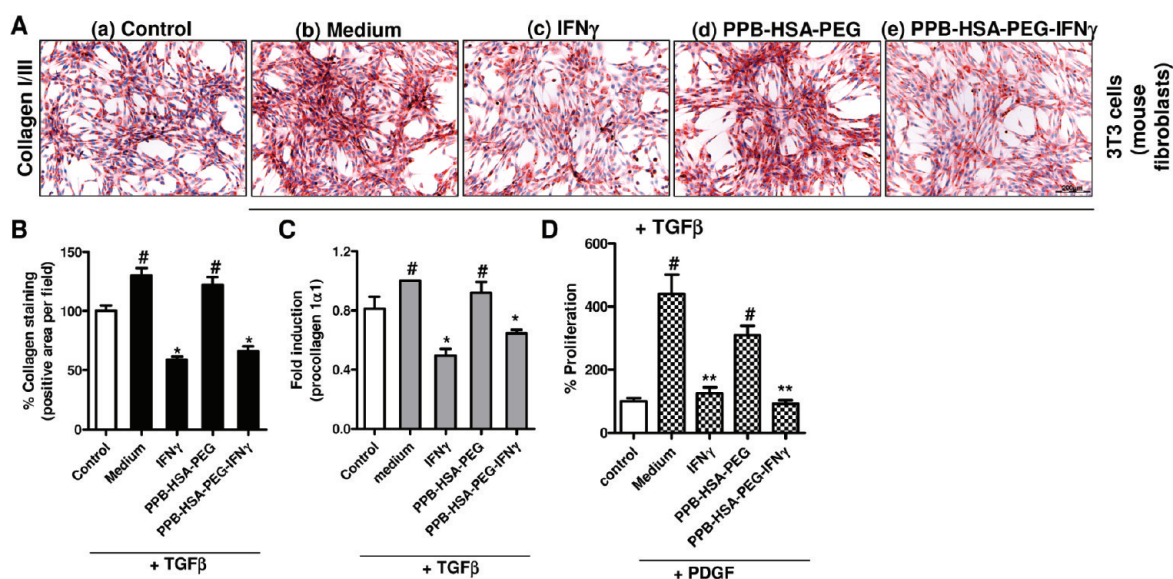 A
(a) Control
(b) Medium
(c) IFNγ
(d) PPB-HSA-PEG
(e) PPB-HSA-PEG-IFNγ
Collagen I/III
3T3 cells
(mouse
fibroblasts)
200μm
+ TGFβ
B
% Collagen staining
(positive area per field)
150
100
50
0
#
*
#
*
Control
Medium
IFNγ
PPB-HSA-PEG
PPB-HSA-PEG-IFNγ
+ TGFβ
C
Fold induction
(procollagen 1α1)
1.2
0.8
0.4
0.0
#
*
#
*
Control
medium
IFNγ
PPB-HSA-PEG
PPB-HSA-PEG-IFNγ
+ TGFβ
D
% Proliferation
600
400
200
0
#
**
#
**
control
Medium
IFNγ
PPB-HSA-PEG
PPB-HSA-PEG-IFNγ
+ PDGF